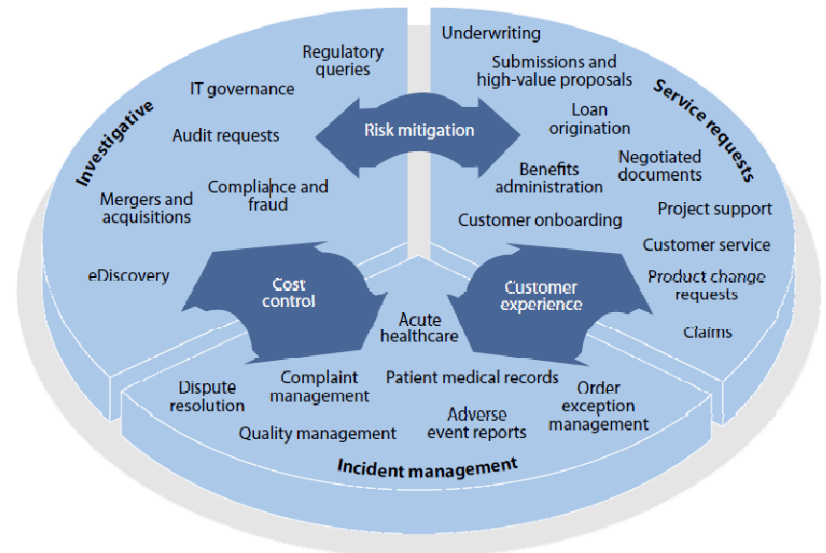 Investigative
Regulatory
queries
IT governance
Audit requests
Compliance and
fraud
Mergers and
acquisitions
eDiscovery
Risk mitigation
Underwriting
Submissions and
high-value proposals
Service requests
Loan
origination
Negotiated
documents
Benefits
administration
Project support
Customer onboarding
Customer service
Product change
requests
Claims
Cost
control
Customer
experience
Acute
healthcare
Dispute
resolution
Complaint
management
Patient medical records
Order
exception
management
Quality management
Adverse
event reports
Incident management